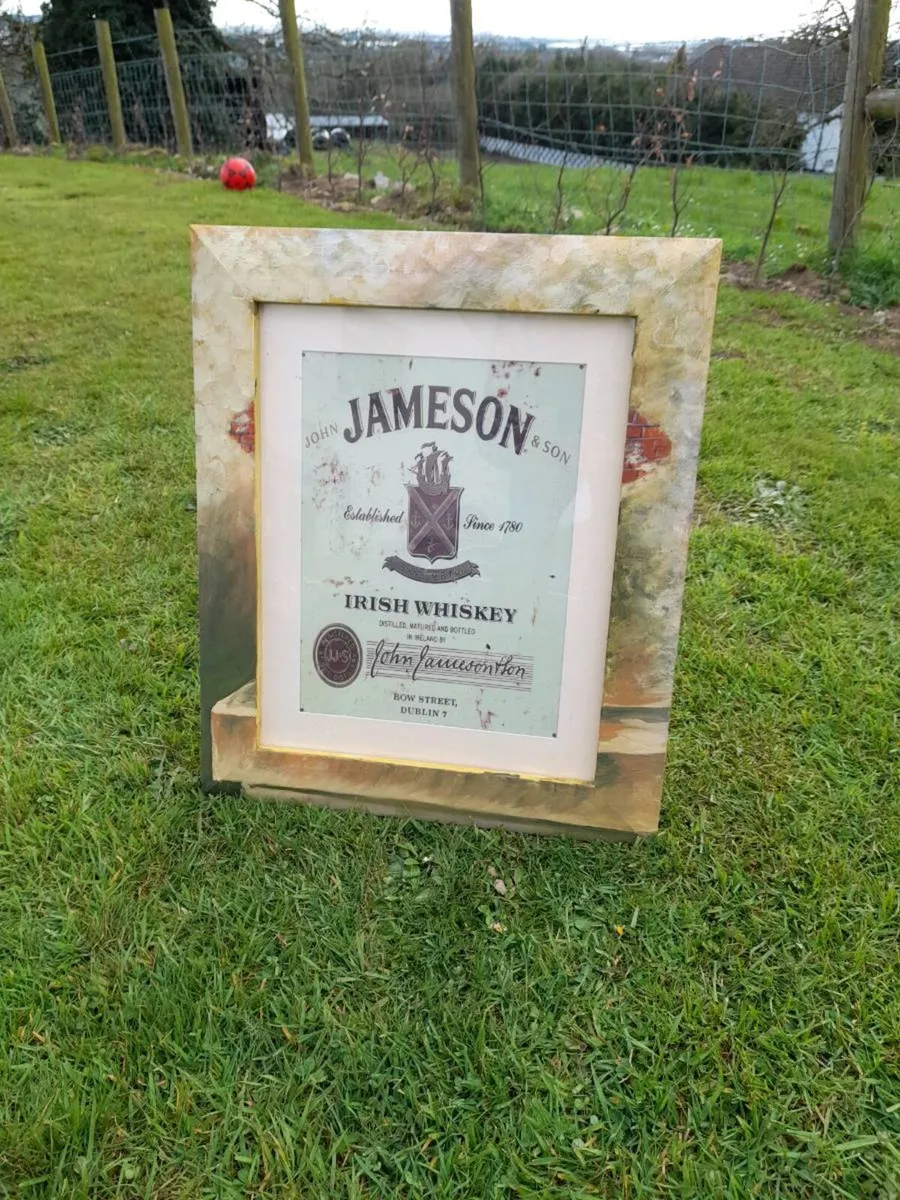 JOHN JAMESON & SON
Established Since 1780
IRISH WHISKEY
DISTILLED, MATURED AND BOTTLED
IN IRELAND BY
JJ&S
John Jameson & Son
BOW STREET,
DUBLIN 7